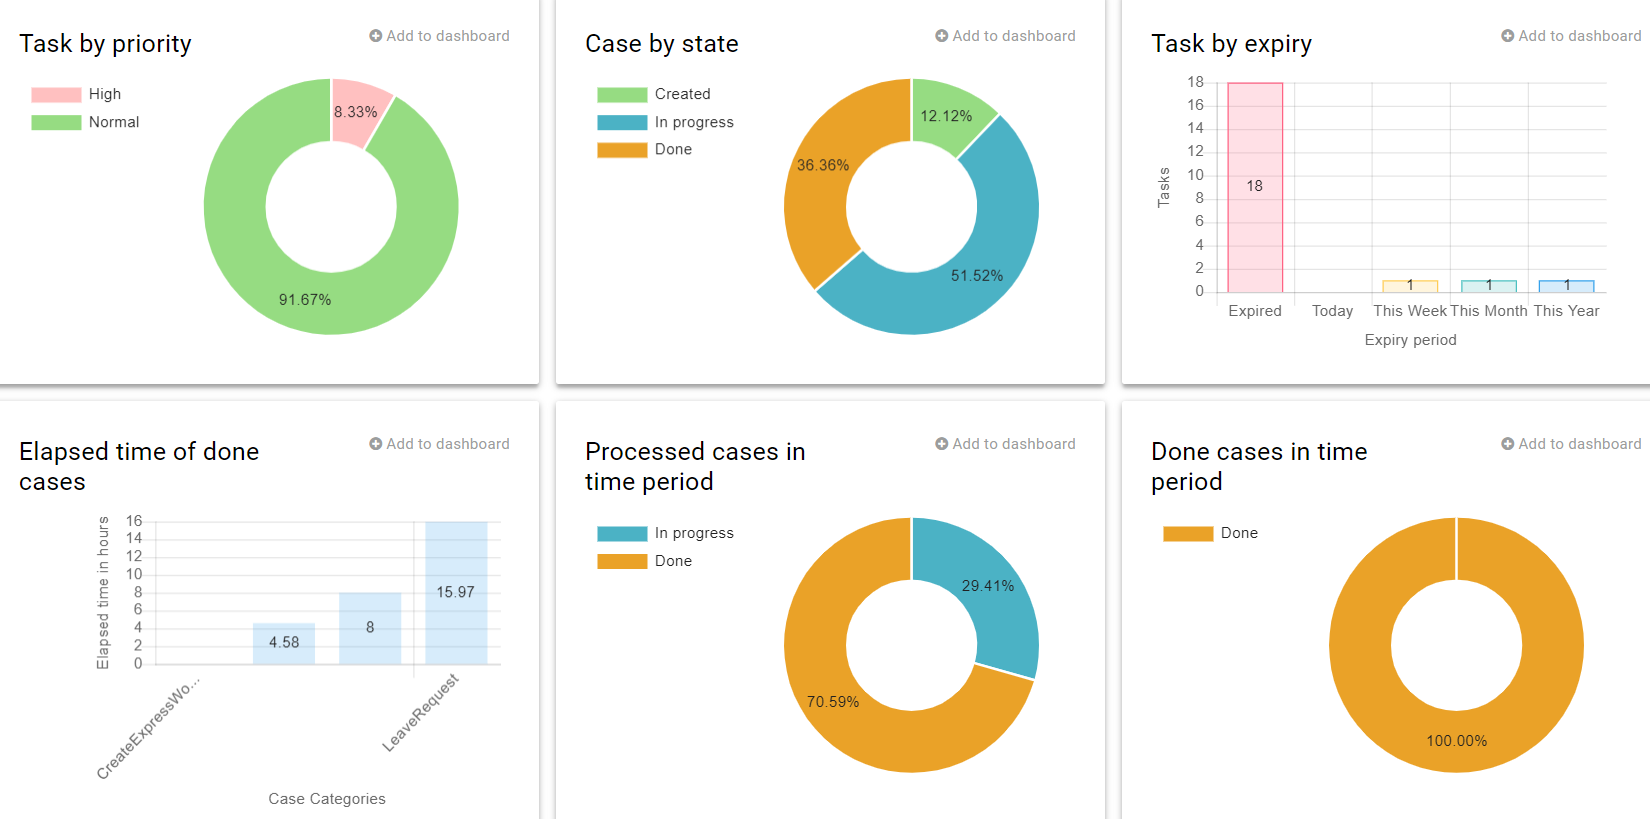 Task by priority
Add to dashboard
High
Normal
8.33%
91.67%
Case by state
Add to dashboard
Created
In progress
Done
12.12%
36.36%
51.52%
Task by expiry
Add to dashboard
Tasks
18
16
14
12
10
8
6
4
2
0
18
1
1
1
Expired
Today
This Week
This Month
This Year
Expiry period
Elapsed time of done
cases
Add to dashboard
Elapsed time in hours
16
14
12
10
8
6
4
2
0
4.58
8
15.97
CreateExpressWo...
LeaveRequest
Case Categories
Processed cases in
time period
Add to dashboard
In progress
Done
29.41%
70.59%
Done cases in time
period
Add to dashboard
Done
100.00%